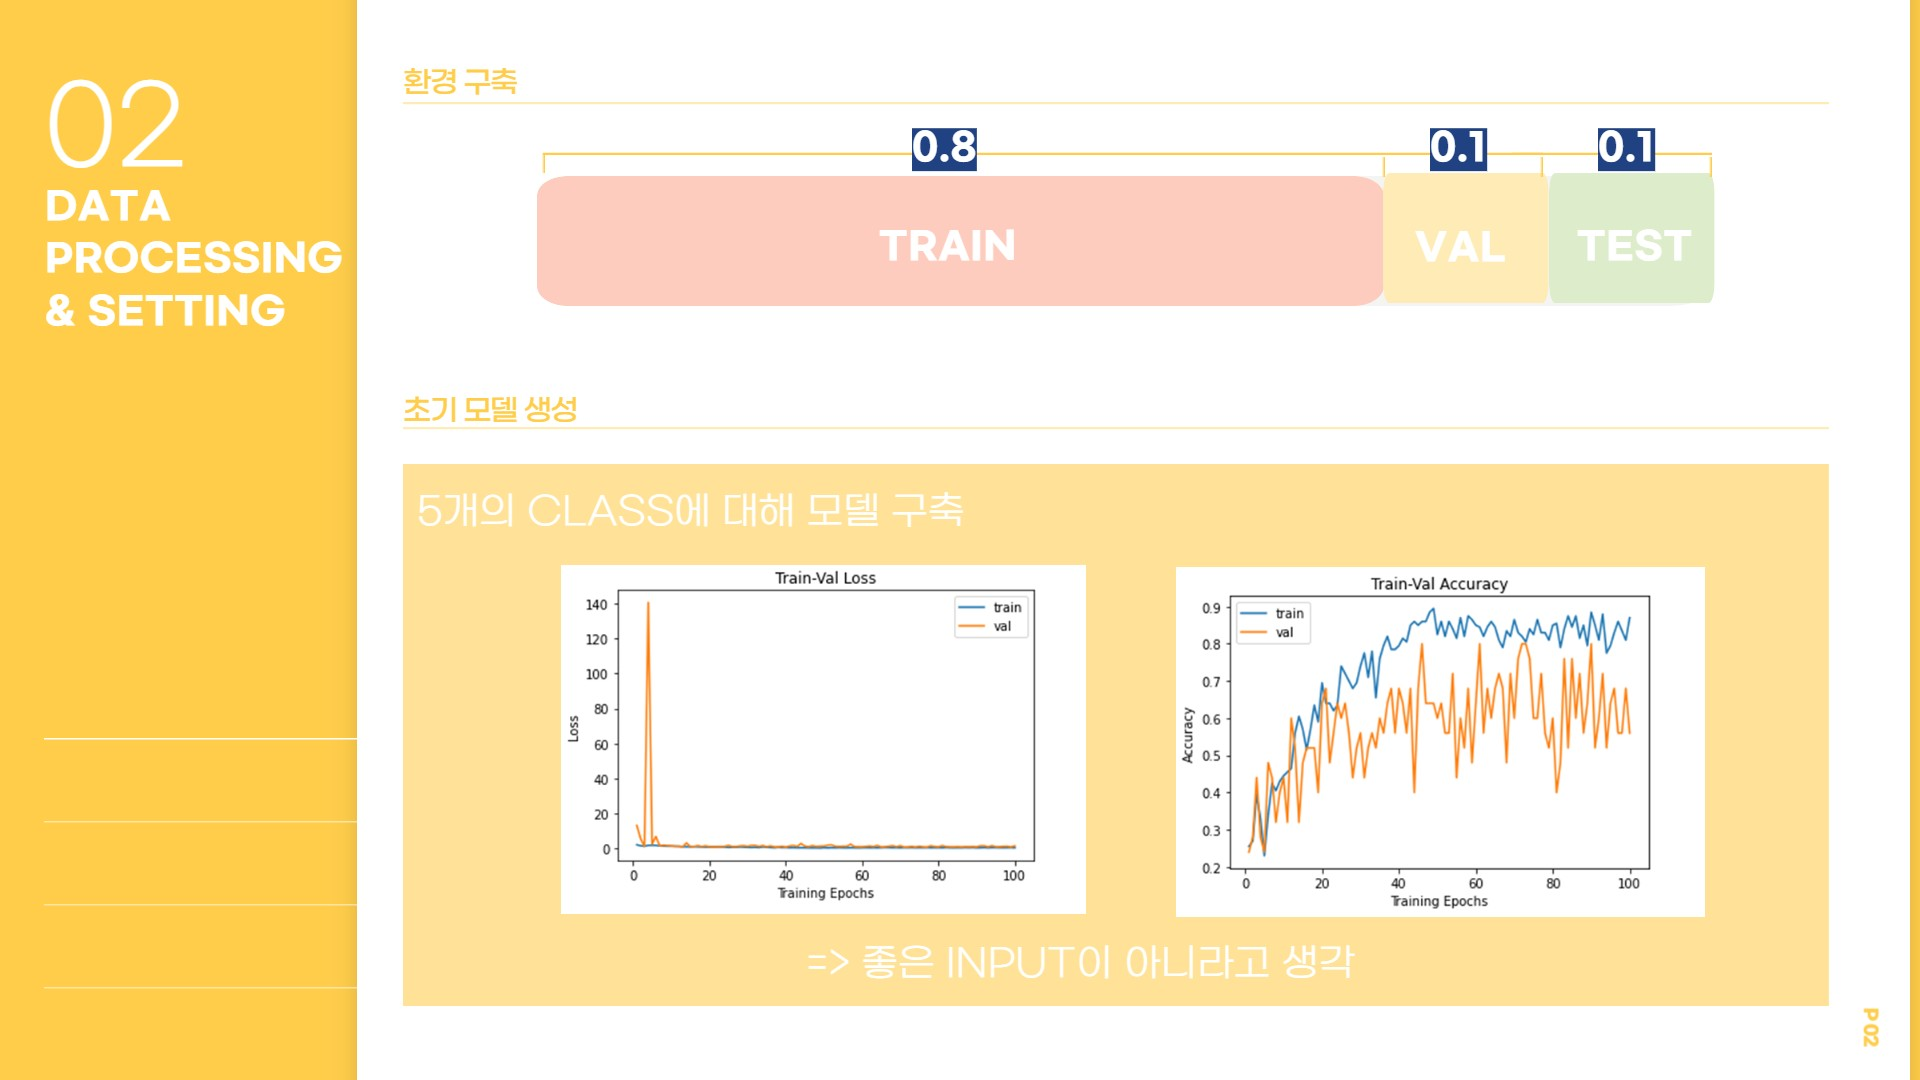 02
DATA
PROCESSING
& SETTING
환경 구축
0.8
0.1
0.1
TRAIN
VAL
TEST
초기 모델 생성
5개의 CLASS에 대해 모델 구축
Train-Val Loss
train
val
140
120
100
80
60
40
20
0
Loss
0 20 40 60 80 100
Training Epochs
Train-Val Accuracy
train
val
0.9
0.8
0.7
0.6
0.5
0.4
0.3
0.2
Accuracy
0 20 40 60 80 100
Training Epochs
=> 좋은 INPUT이 아니라고 생각
P 02